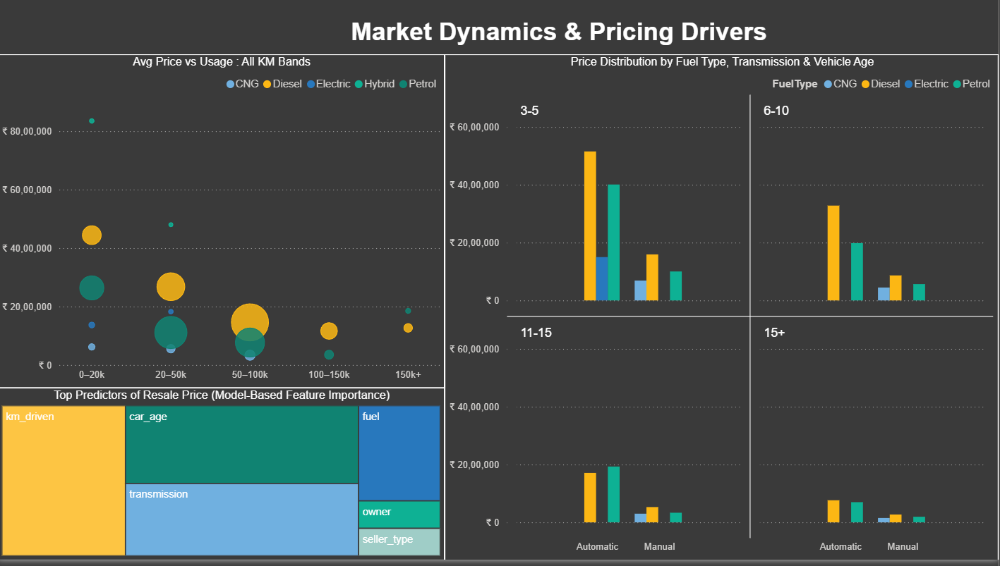 Market Dynamics & Pricing Drivers
Avg Price vs Usage : All KM Bands
CNG Diesel Electric Hybrid Petrol
₹ 80,00,000
₹ 60,00,000
₹ 40,00,000
₹ 20,00,000
₹ 0
0–20k 20–50k 50–100k 100–150k 150k+
Top Predictors of Resale Price (Model-Based Feature Importance)
km_driven
car_age
transmission
fuel
owner
seller_type
Price Distribution by Fuel Type, Transmission & Vehicle Age
FuelType CNG Diesel Electric Petrol
3-5 6-10
₹ 60,00,000
₹ 40,00,000
₹ 20,00,000
₹ 0
11-15 15+
₹ 60,00,000
₹ 40,00,000
₹ 20,00,000
₹ 0
Automatic Manual Automatic Manual